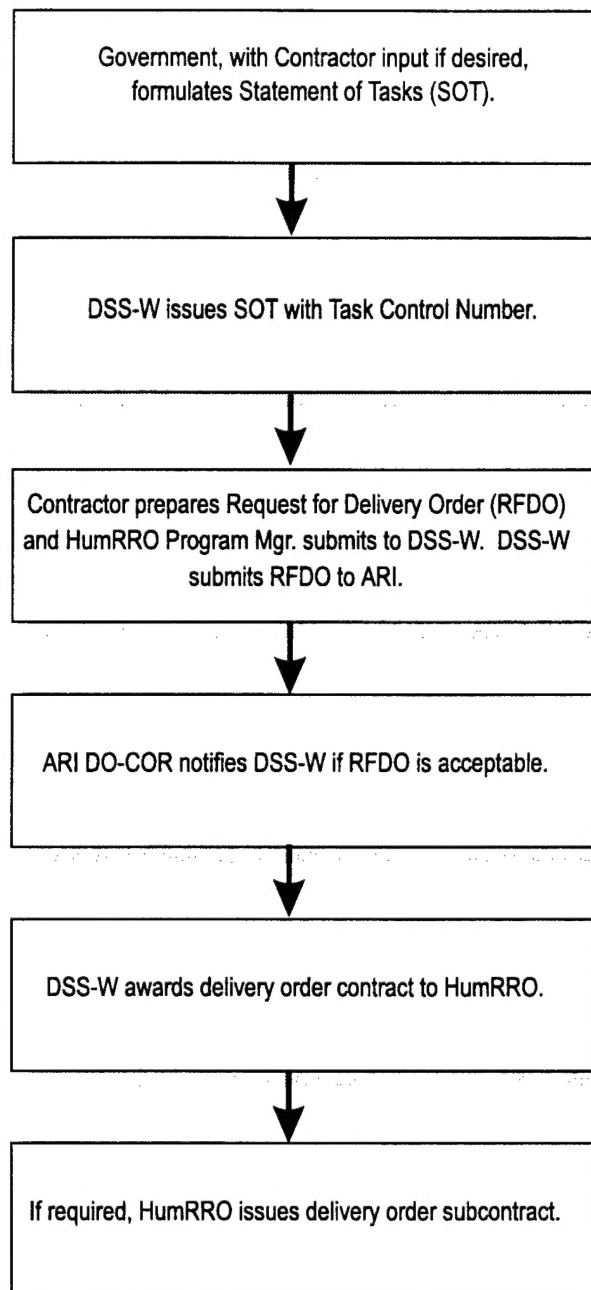 Government, with Contractor input if desired,
formulates Statement of Tasks (SOT).
DSS-W issues SOT with Task Control Number.
Contractor prepares Request for Delivery Order (RFDO)
and HumRRO Program Mgr. submits to DSS-W. DSS-W
submits RFDO to ARI.
ARI DO-COR notifies DSS-W if RFDO is acceptable.
DSS-W awards delivery order contract to HumRRO.
If required, HumRRO issues delivery order subcontract.